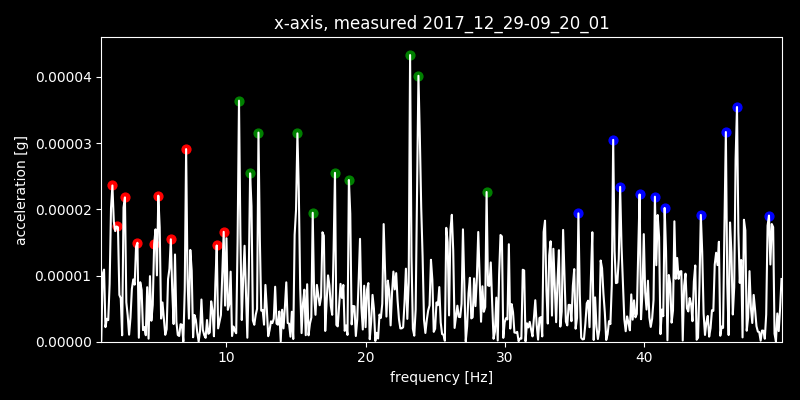 x-axis, measured 2017_12_29-09_20_01
acceleration [g]
0.00004
0.00003
0.00002
0.00001
0.00000
10 20 30 40
frequency [Hz]